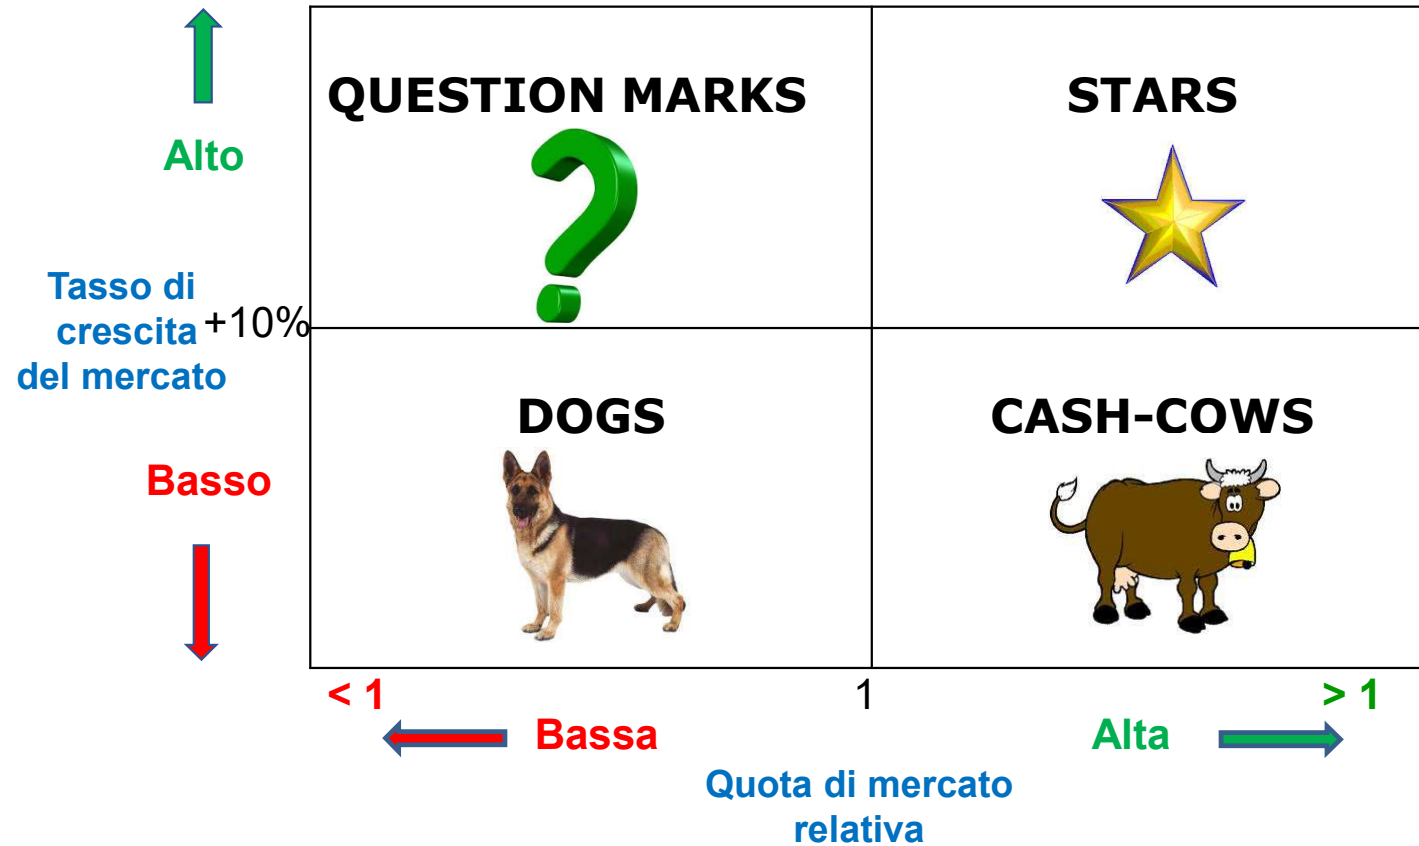 QUESTION MARKS
STARS
Alto
Tasso di
crescita
del mercato
+10%
DOGS
CASH-COWS
Basso
< 1
1
> 1
Bassa
Alta
Quota di mercato
relativa